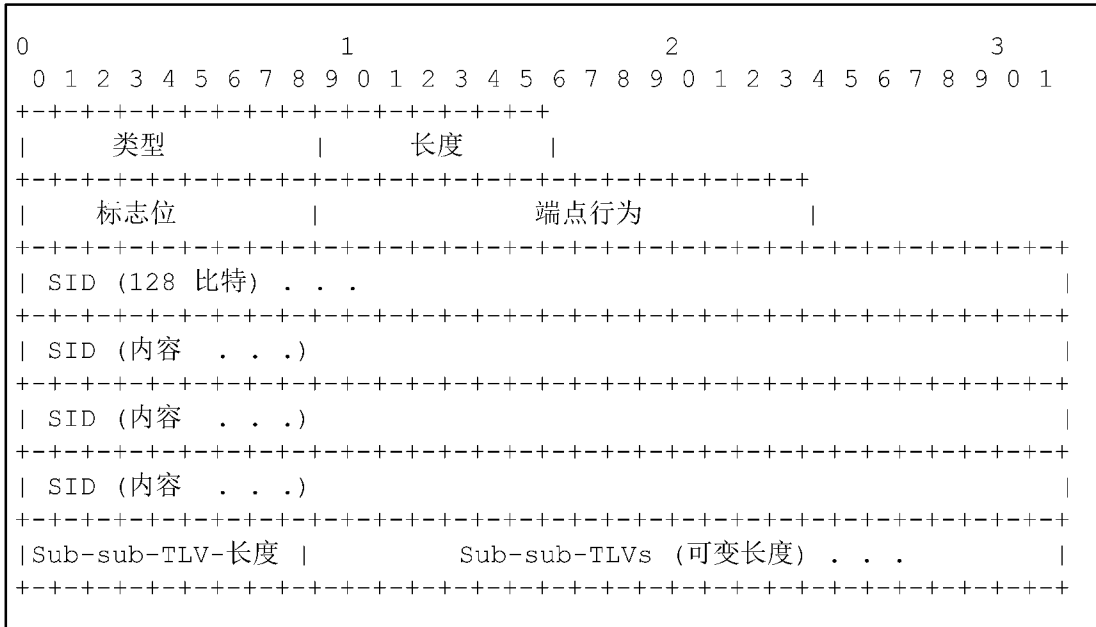 0 1 2 3
0 1 2 3 4 5 6 7 8 9 0 1 2 3 4 5 6 7 8 9 0 1 2 3 4 5 6 7 8 9 0 1
+-+-+-+-+-+-+-+-+-+-+-+-+-+-+-+-+
| 类型 | 长度 |
+-+-+-+-+-+-+-+-+-+-+-+-+-+-+-+-+-+-+-+-+-+-+-+-+
| 标志位 | 端点行为 |
+-+-+-+-+-+-+-+-+-+-+-+-+-+-+-+-+-+-+-+-+-+-+-+-+-+-+-+-+-+-+-+-+
| SID (128 比特) . . . |
+-+-+-+-+-+-+-+-+-+-+-+-+-+-+-+-+-+-+-+-+-+-+-+-+-+-+-+-+-+-+-+-+
| SID (内容 . . .) |
+-+-+-+-+-+-+-+-+-+-+-+-+-+-+-+-+-+-+-+-+-+-+-+-+-+-+-+-+-+-+-+-+
| SID (内容 . . .) |
+-+-+-+-+-+-+-+-+-+-+-+-+-+-+-+-+-+-+-+-+-+-+-+-+-+-+-+-+-+-+-+-+
| SID (内容 . . .) |
+-+-+-+-+-+-+-+-+-+-+-+-+-+-+-+-+-+-+-+-+-+-+-+-+-+-+-+-+-+-+-+-+
|Sub-sub-TLV-长度 | Sub-sub-TLVs (可变长度) . . . |
+-+-+-+-+-+-+-+-+-+-+-+-+-+-+-+-+-+-+-+-+-+-+-+-+-+-+-+-+-+-+-+-+